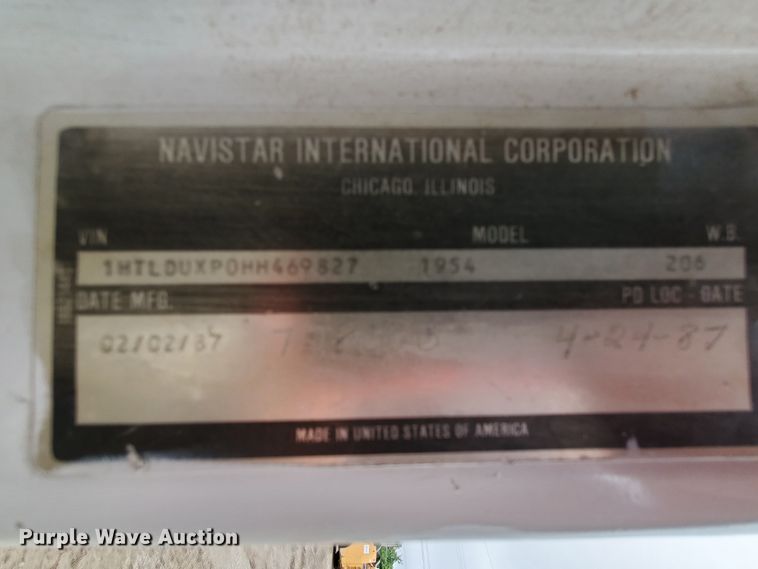 NAVISTAR INTERNATIONAL CORPORATION
CHICAGO, ILLINOIS
VIN MODEL W.B.
1HTLDUXP0HH469827 1954 206
DATE MFG. PD LOC - GATE
02/02/87 4-24-87
MADE IN UNITED STATES OF AMERICA
Purple Wave Auction